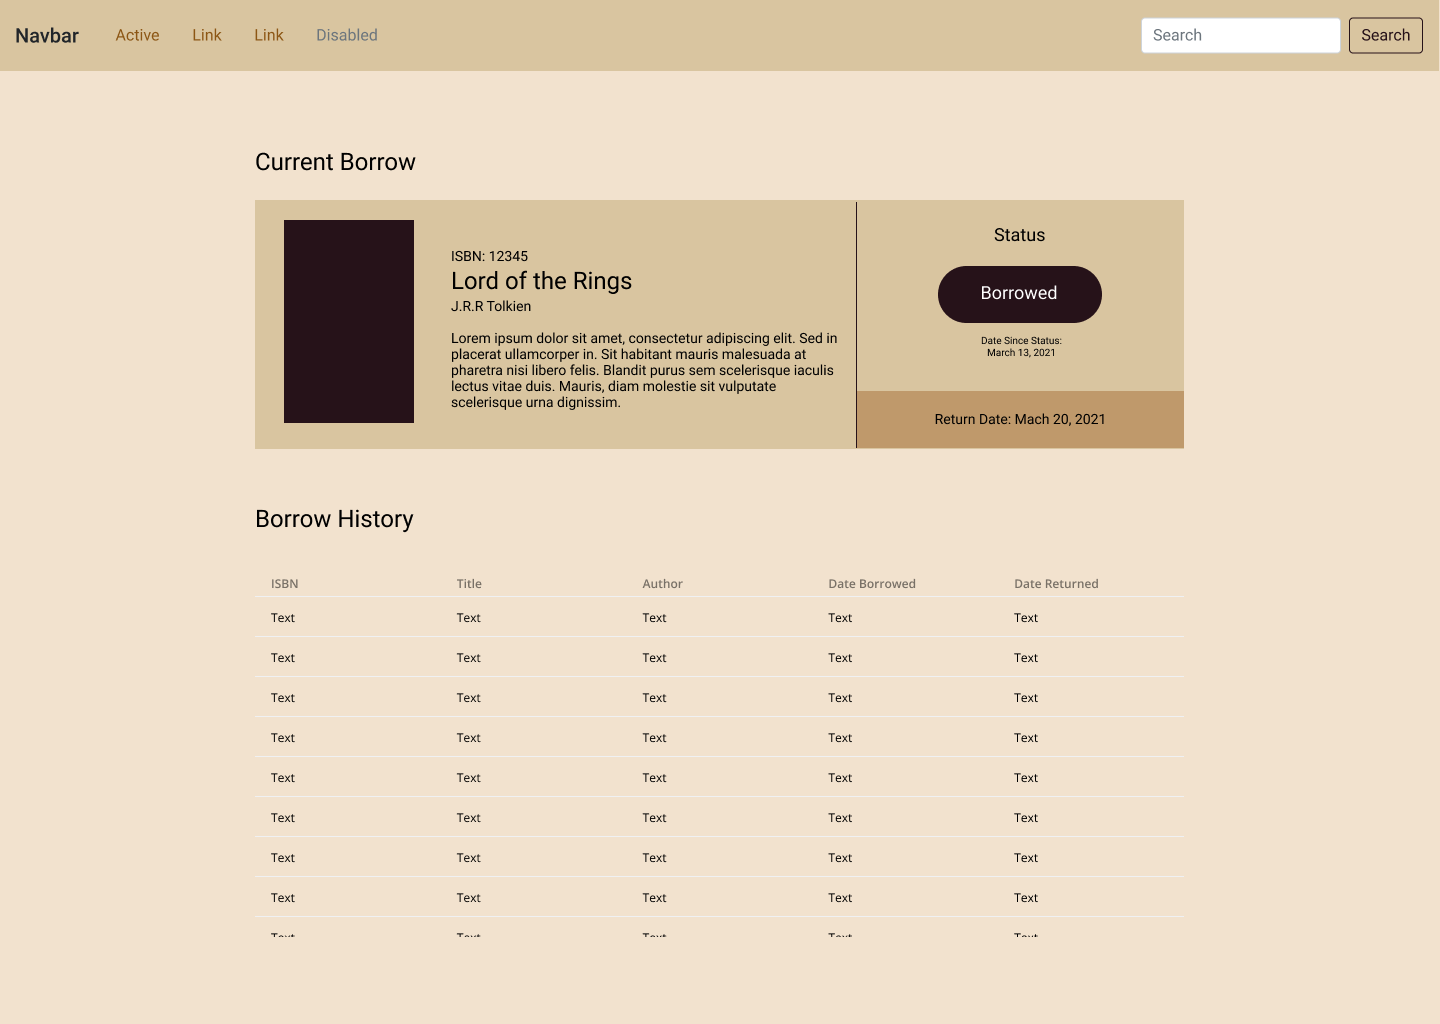 Navbar Active Link Link Disabled Search Search
Current Borrow
ISBN: 12345
Lord of the Rings
J.R.R Tolkien
Lorem ipsum dolor sit amet, consectetur adipiscing elit. Sed in
placerat ullamcorper in. Sit habitant mauris malesuada at
pharetra nisi libero felis. Blandit purus sem scelerisque iaculis
lectus vitae duis. Mauris, diam molestie sit vulputate
scelerisque urna dignissim.
Status
Borrowed
Date Since Status:
March 13, 2021
Return Date: Mach 20, 2021
Borrow History
ISBN Title Author Date Borrowed Date Returned
Text Text Text Text Text
Text Text Text Text Text
Text Text Text Text Text
Text Text Text Text Text
Text Text Text Text Text
Text Text Text Text Text
Text Text Text Text Text
Text Text Text Text Text
Text Text Text Text Text